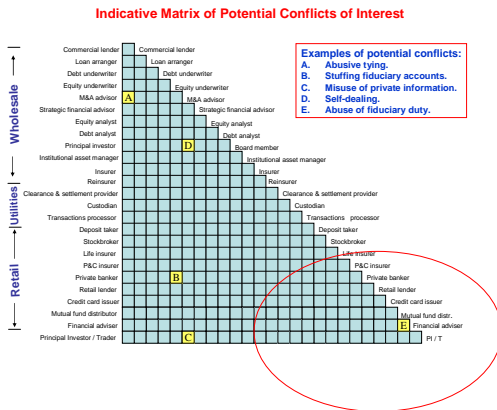 Indicative Matrix of Potential Conflicts of Interest
Examples of potential conflicts:
A. Abusive tying.
B. Stuffing fiduciary accounts.
C. Misuse of private information.
D. Self-dealing.
E. Abuse of fiduciary duty.
Wholesale
Utilities
Retail
Commercial lender
Loan arranger
Debt underwriter
Equity underwriter
M&A advisor
Strategic financial advisor
Equity analyst
Debt analyst
Principal investor
Institutional asset manager
Insurer
Reinsurer
Clearance & settlement provider
Custodian
Transactions processor
Deposit taker
Stockbroker
Life insurer
P&C insurer
Private banker
Retail lender
Credit card issuer
Mutual fund distributor
Financial adviser
Principal Investor / Trader
A
D
B
E
C
Commercial lender
Loan arranger
Debt underwriter
Equity underwriter
M&A advisor
Strategic financial advisor
Equity analyst
Debt analyst
Board member
Institutional asset manager
Insurer
Reinsurer
Clearance & settlement provider
Custodian
Transactions processor
Deposit taker
Stockbroker
Life insurer
P&C insurer
Private banker
Retail lender
Credit card issuer
Mutual fund distr.
Financial adviser
PI / T